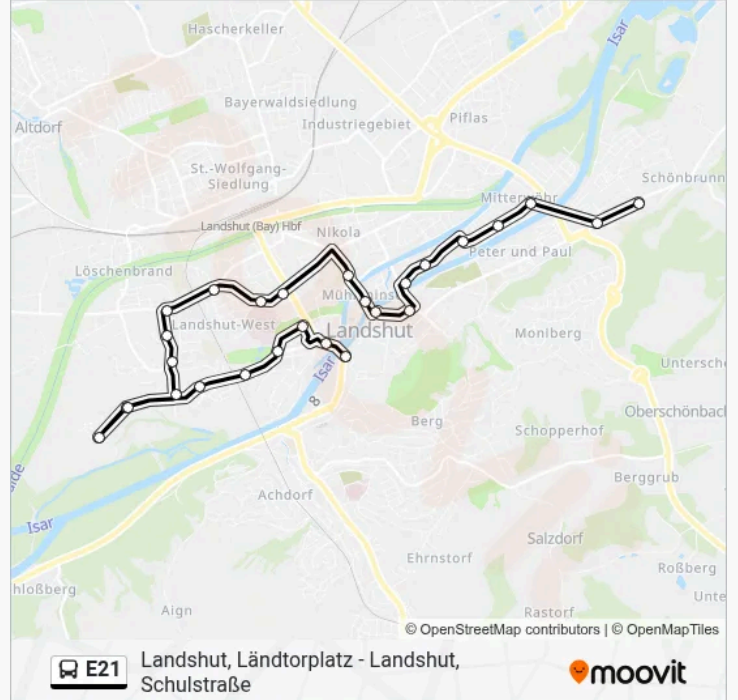 Isar
Hascherkeller
Bayerwaldsiedlung
Piflas
Altdorf
Industriegebiet
St.-Wolfgang-
Siedlung
Schönbrunn
Mitterwöhr
Landshut (Bay) Hbf
Nikola
Peter und Paul
Löschenbrand
Landshut-West
Landshut
Moniberg
Isar
8
Berg
Schopperhof
Berggrub
Achdorf
Isar
Salzdorf
Ehrnstorf
Roßberg
Aign
Rastorf
© OpenStreetMap contributors | © OpenMapTiles
E21
Landshut, Ländtorplatz - Landshut,
Schulstraße
moovit